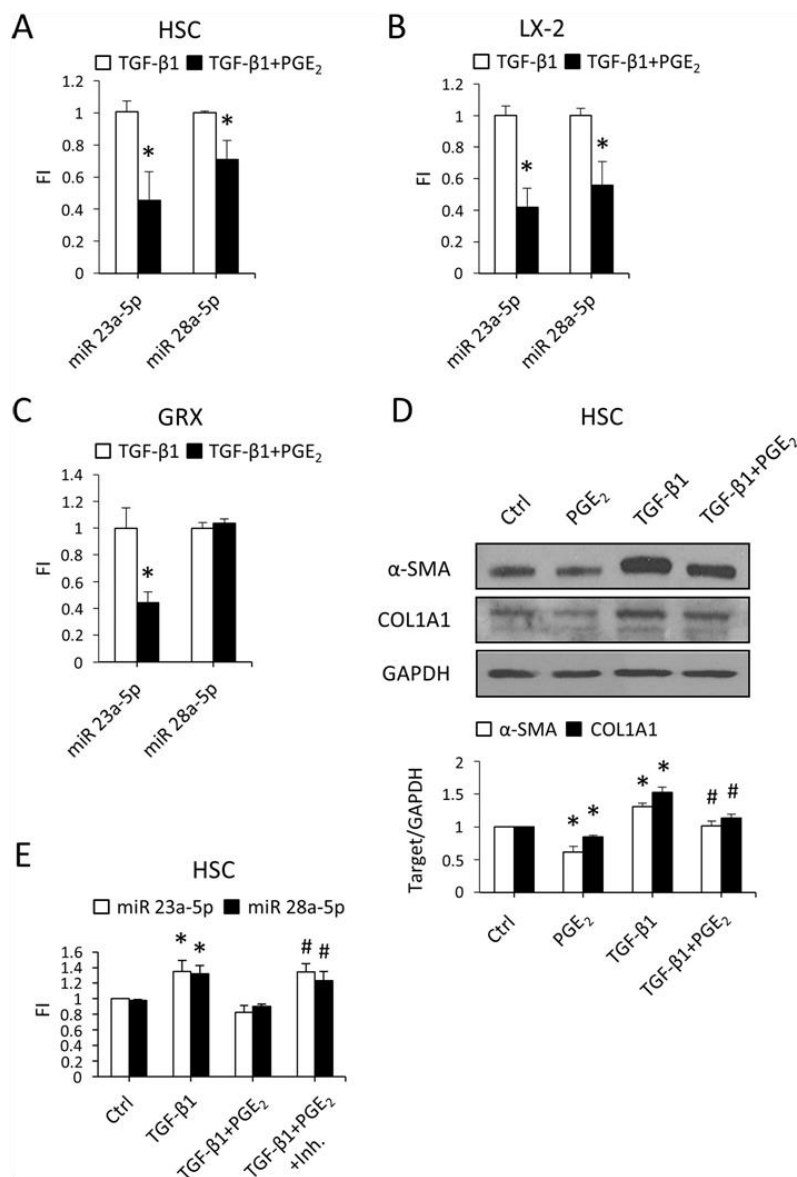 A
HSC
TGF-β1 TGF-β1+PGE₂
1.2
1
0.8
0.6
0.4
0.2
0
FI
* *
miR 23a-5p
miR 28a-5p
B
LX-2
TGF-β1 TGF-β1+PGE₂
1.2
1
0.8
0.6
0.4
0.2
0
FI
* *
miR 23a-5p
miR 28a-5p
C
GRX
TGF-β1 TGF-β1+PGE₂
1.4
1.2
1
0.8
0.6
0.4
0.2
0
FI
*
miR 23a-5p
miR 28a-5p
D
HSC
Ctrl
PGE₂
TGF-β1
TGF-β1+PGE₂
α-SMA
COL1A1
GAPDH
α-SMA COL1A1
2
1.5
1
0.5
0
Target/GAPDH
* * * * # #
Ctrl
PGE₂
TGF-β1
TGF-β1+PGE₂
E
HSC
miR 23a-5p miR 28a-5p
1.6
1.4
1.2
1
0.8
0.6
0.4
0.2
0
FI
* * # #
Ctrl
TGF-β1
TGF-β1+PGE₂
TGF-β1+PGE₂
+Inh.